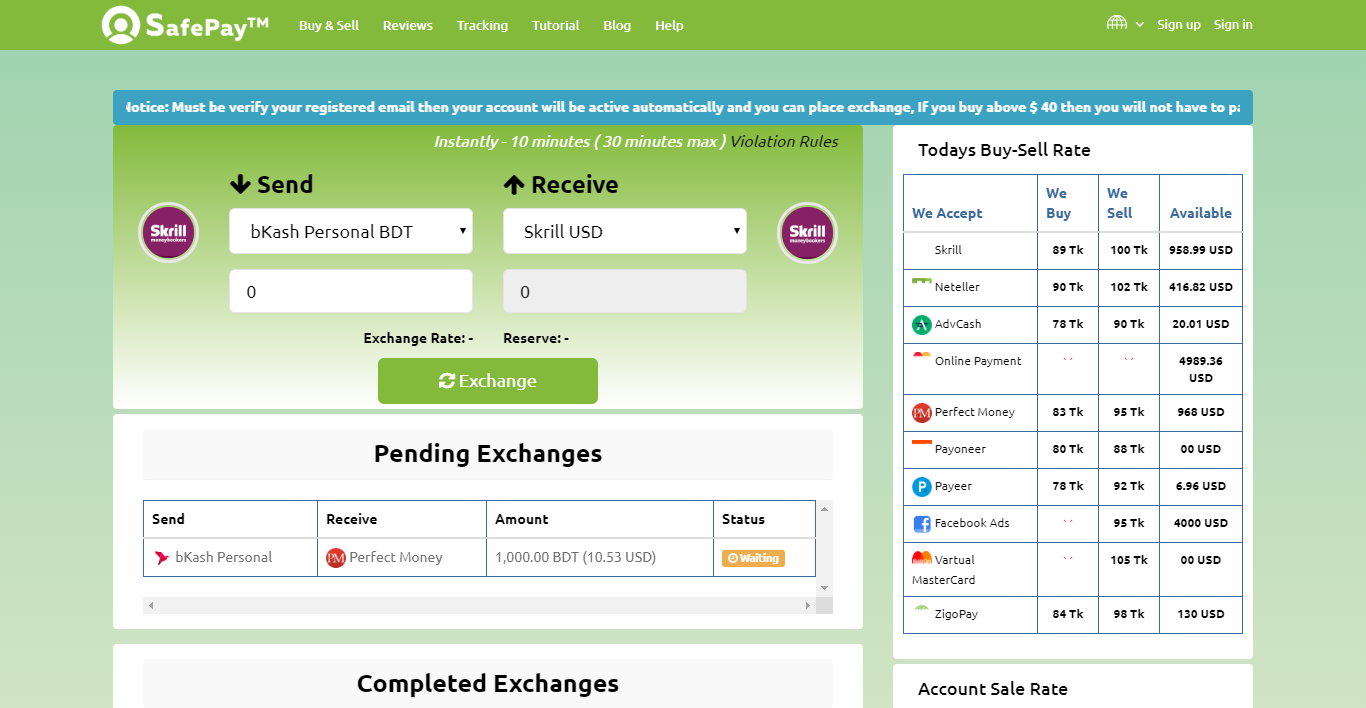 SafePay™ Buy & Sell Reviews Tracking Tutorial Blog Help Sign up Sign in
Notice: Must be verify your registered email then your account will be active automatically and you can place exchange, If you buy above $ 40 then you will not have to
Instantly - 10 minutes ( 30 minutes max ) Violation Rules
Send Receive
Skrill moneybookers bKash Personal BDT Skrill USD Skrill moneybookers
0 0
Exchange Rate: - Reserve: -
Exchange
Pending Exchanges
Send Receive Amount Status
bKash Personal PM Perfect Money 1,000.00 BDT (10.53 USD) Waiting
Completed Exchanges
Todays Buy-Sell Rate
We Accept We Buy We Sell Available
Skrill 89 Tk 100 Tk 958.99 USD
Neteller 90 Tk 102 Tk 416.82 USD
AdvCash 78 Tk 90 Tk 20.01 USD
Online Payment 4989.36 USD
PM Perfect Money 83 Tk 95 Tk 968 USD
Payoneer 80 Tk 88 Tk 00 USD
P Payeer 78 Tk 92 Tk 6.96 USD
Facebook Ads 95 Tk 4000 USD
Vartual MasterCard 105 Tk 00 USD
ZigoPay 84 Tk 98 Tk 130 USD
Account Sale Rate